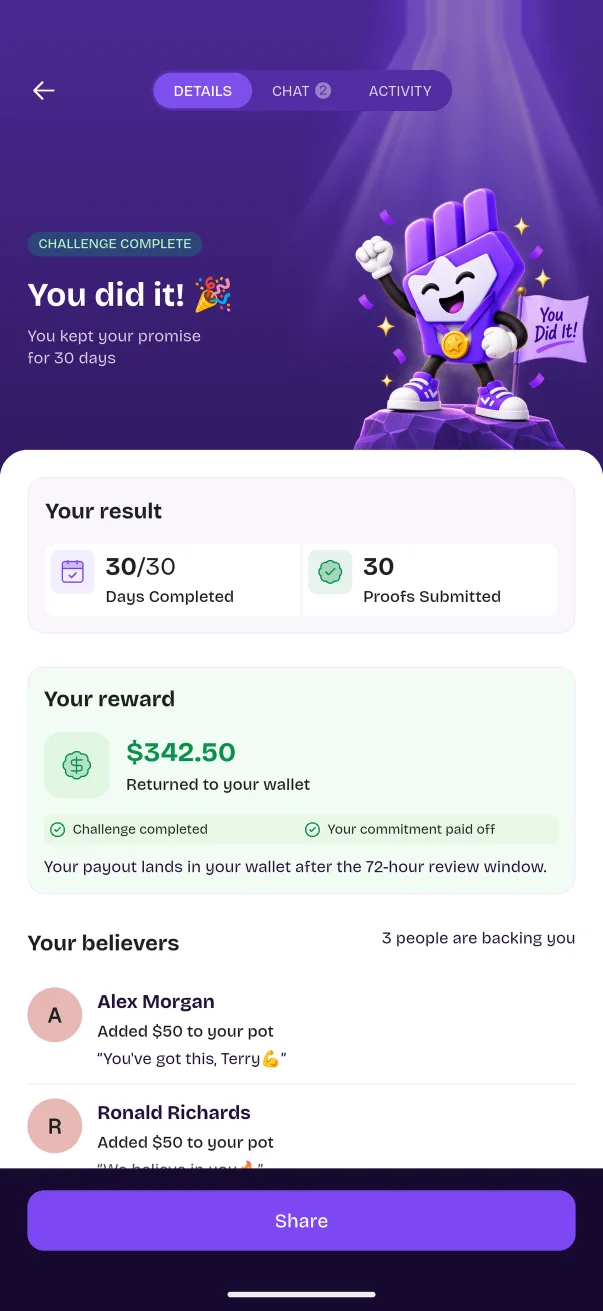 DETAILS
CHAT 2
ACTIVITY
CHALLENGE COMPLETE
You did it! 🎉
You kept your promise
for 30 days
You
Did It!
Your result
30/30
Days Completed
30
Proofs Submitted
Your reward
$342.50
Returned to your wallet
Challenge completed
Your commitment paid off
Your payout lands in your wallet after the 72-hour review window.
Your believers
3 people are backing you
A
Alex Morgan
Added $50 to your pot
“You've got this, Terry💪”
R
Ronald Richards
Added $50 to your pot
“We believe in you🔥”
Share